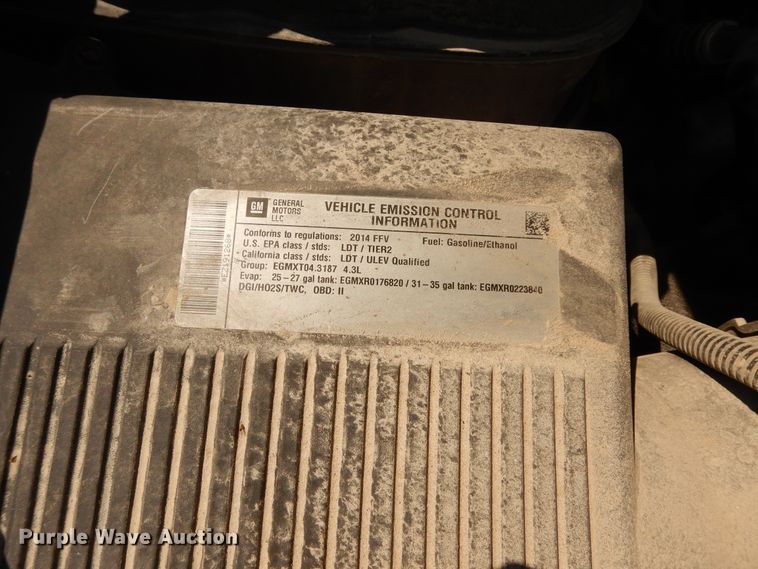 GM
GENERAL
MOTORS
LLC
VEHICLE EMISSION CONTROL
INFORMATION
Conforms to regulations: 2014 FFV Fuel: Gasoline/Ethanol
U.S. EPA class / stds: LDT / TIER2
California class / stds: LDT / ULEV Qualified
Group: EGMXT04.3187 4.3L
Evap: 25-27 gal tank: EGMXR0176820 / 31-35 gal tank: EGMXR0223840
DGI/HO2S/TWC, OBD: II
Purple Wave Auction